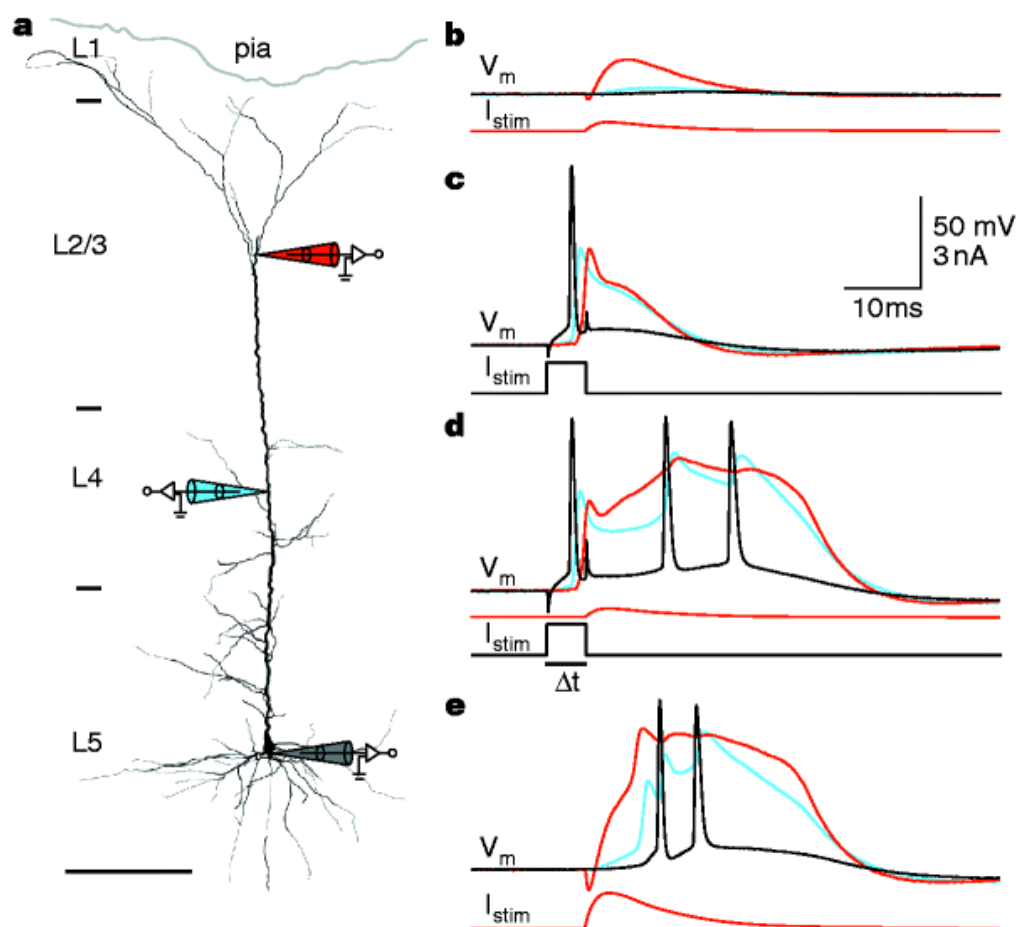 a
L1
pia
L2/3
L4
L5
b
Vm
Istim
c
50 mV
3 nA
10ms
Vm
Istim
d
Vm
Istim
Δt
e
Vm
Istim